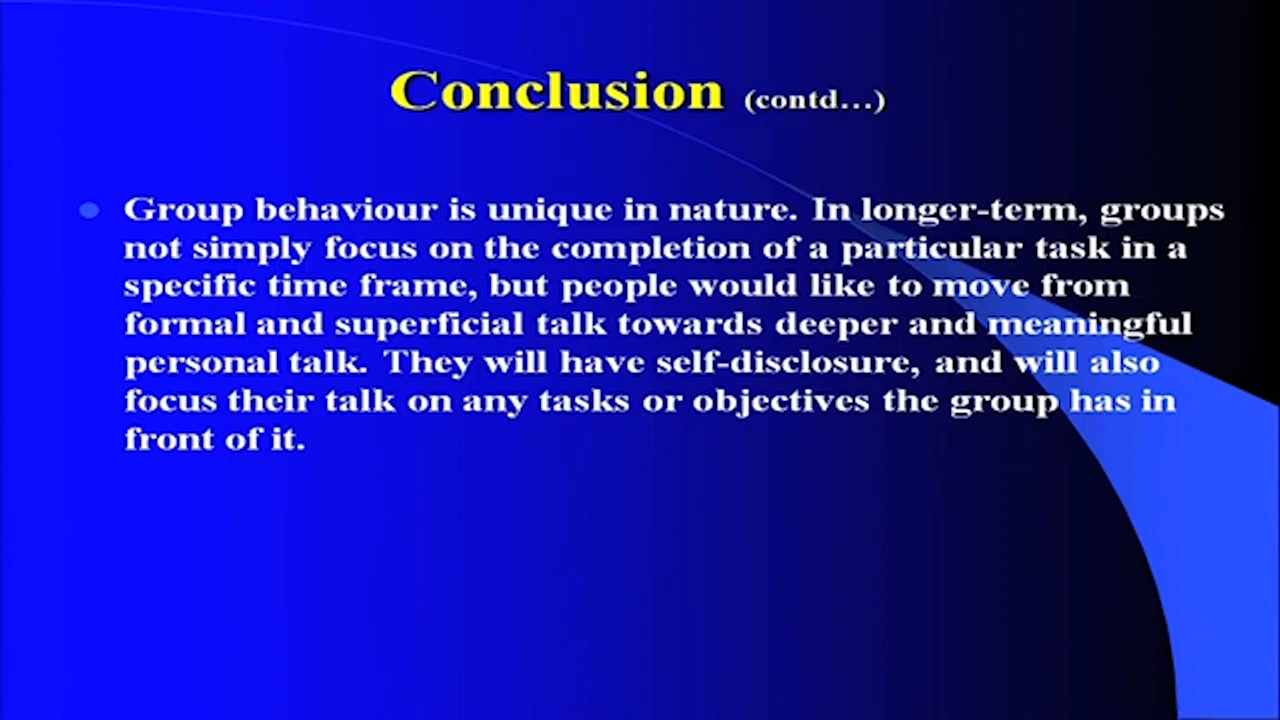 Conclusion (contd...)
Group behaviour is unique in nature. In longer-term, groups
not simply focus on the completion of a particular task in a
specific time frame, but people would like to move from
formal and superficial talk towards deeper and meaningful
personal talk. They will have self-disclosure, and will also
focus their talk on any tasks or objectives the group has in
front of it.